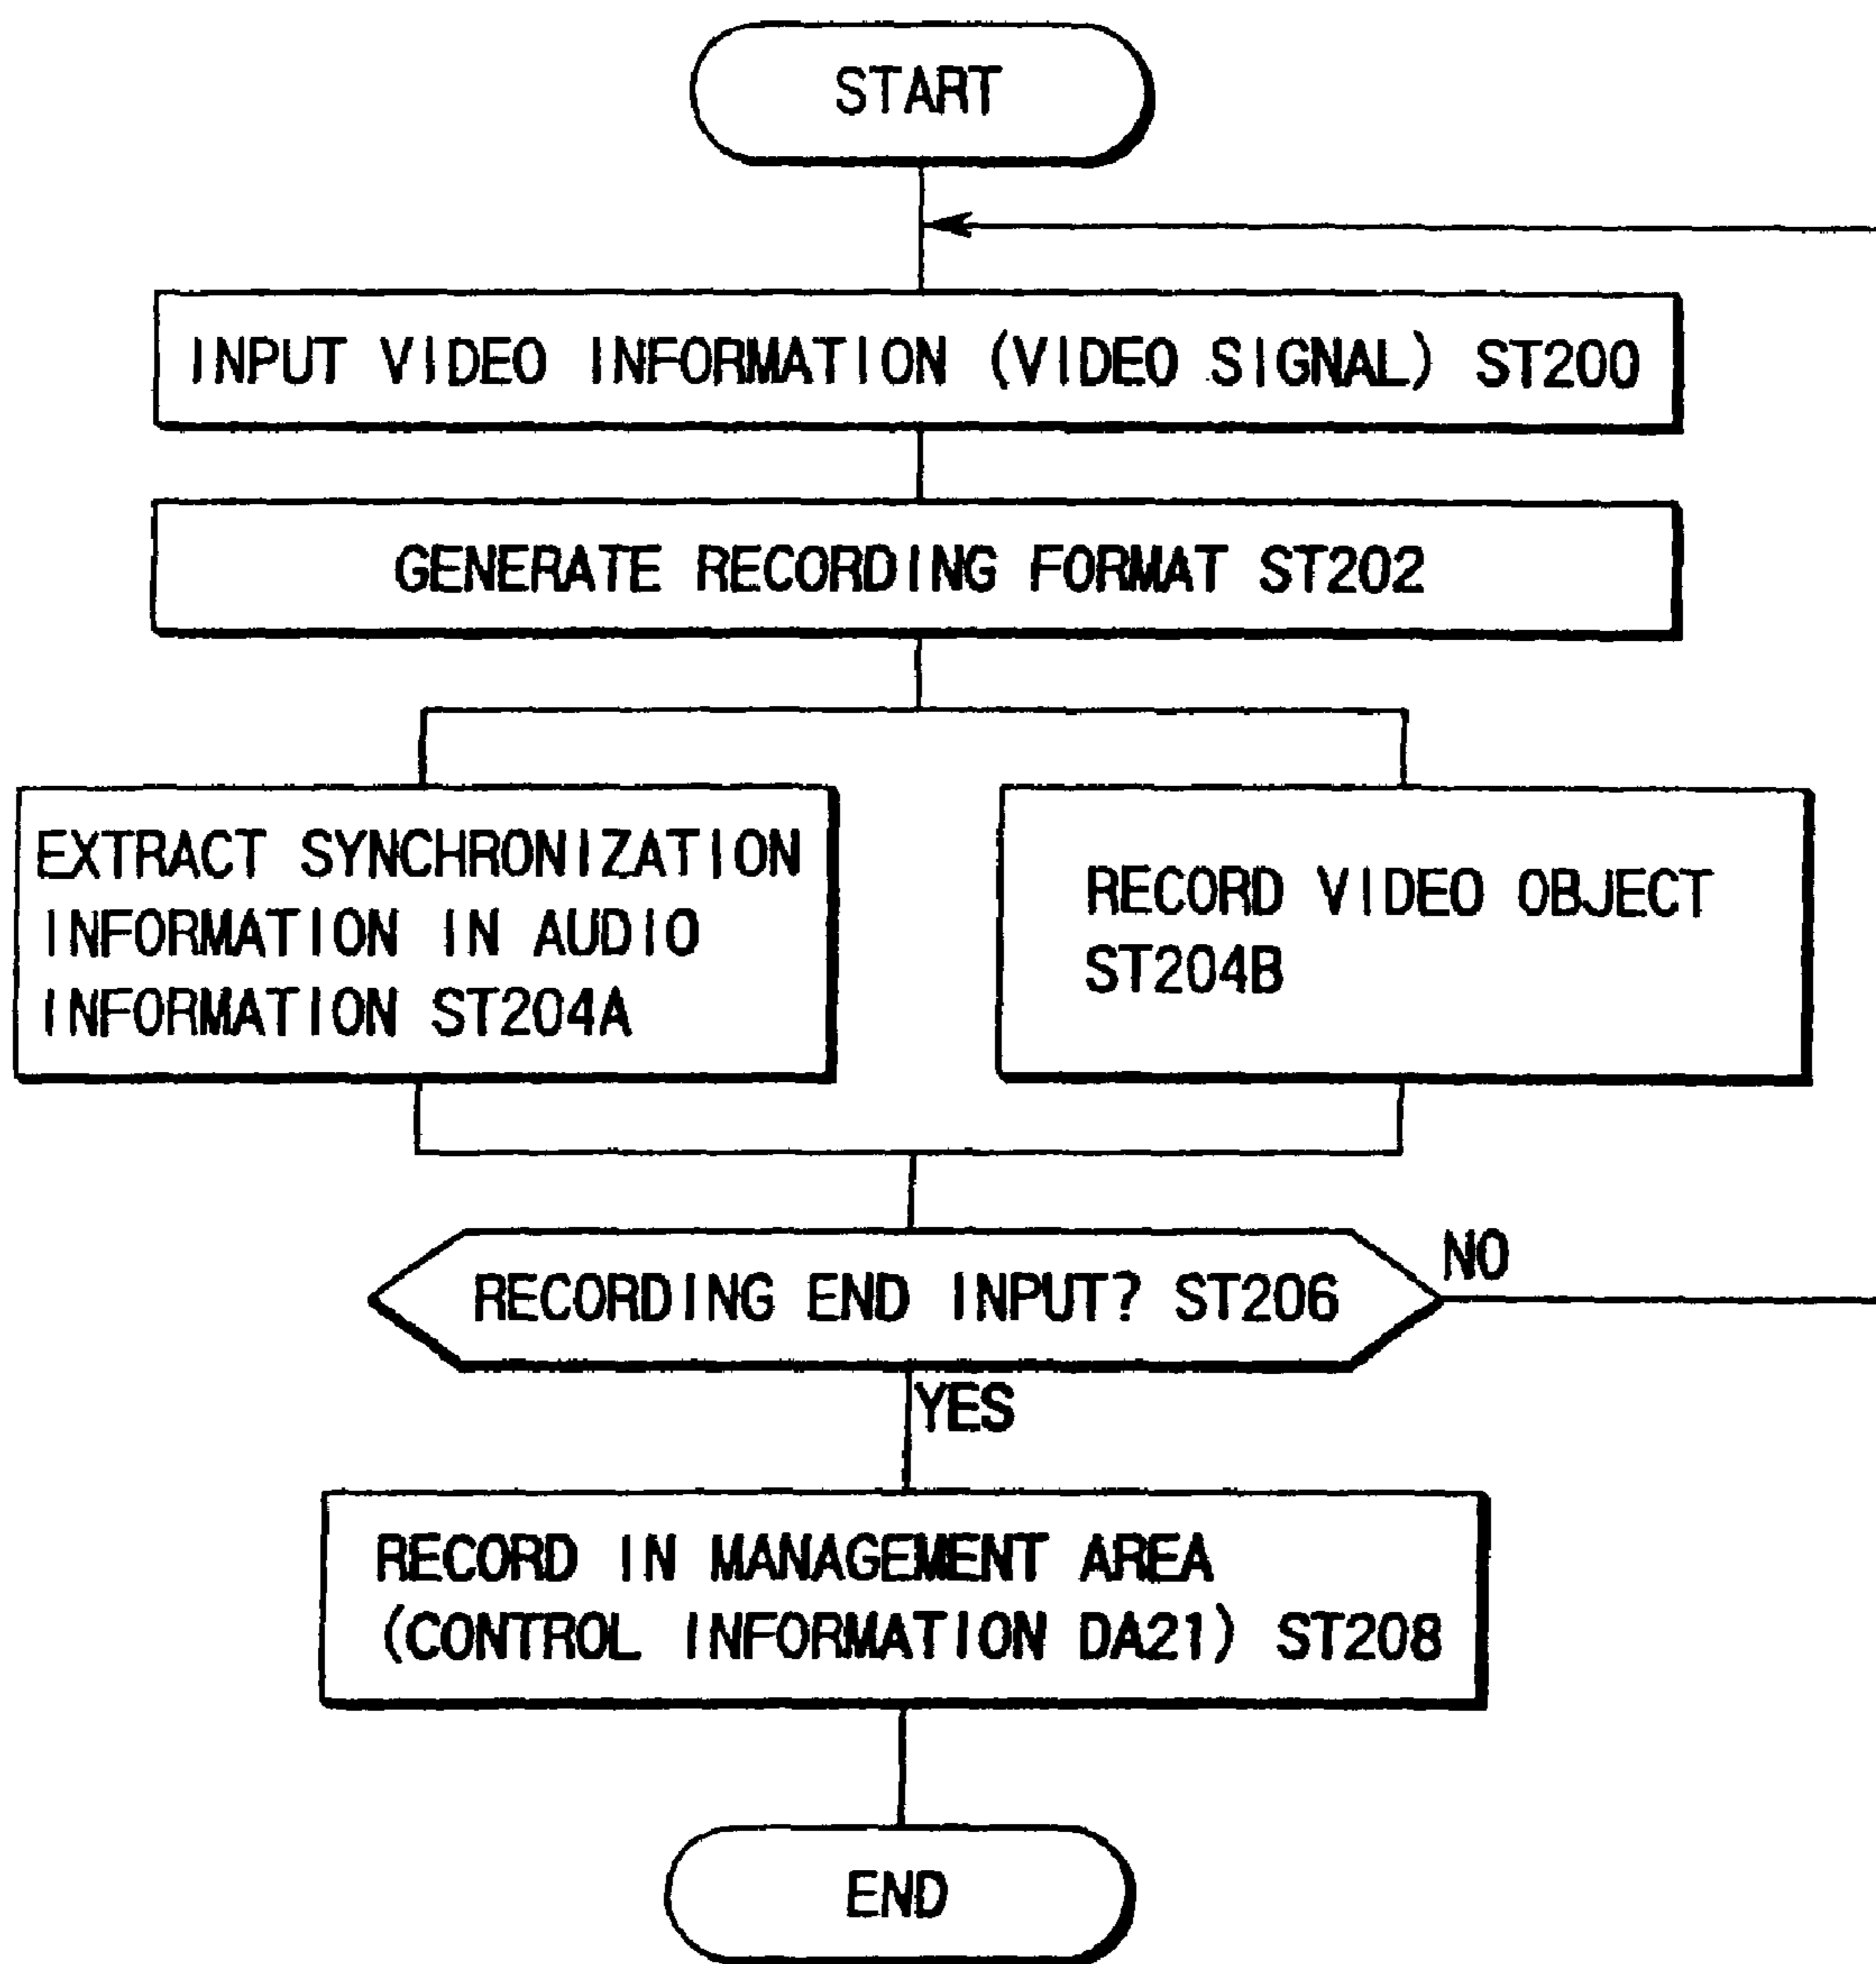 START
INPUT VIDEO INFORMATION (VIDEO SIGNAL) ST200
GENERATE RECORDING FORMAT ST202
EXTRACT SYNCHRONIZATION
INFORMATION IN AUDIO
INFORMATION ST204A
RECORD VIDEO OBJECT
ST204B
RECORDING END INPUT? ST206
NO
YES
RECORD IN MANAGEMENT AREA
(CONTROL INFORMATION DA21) ST208
END